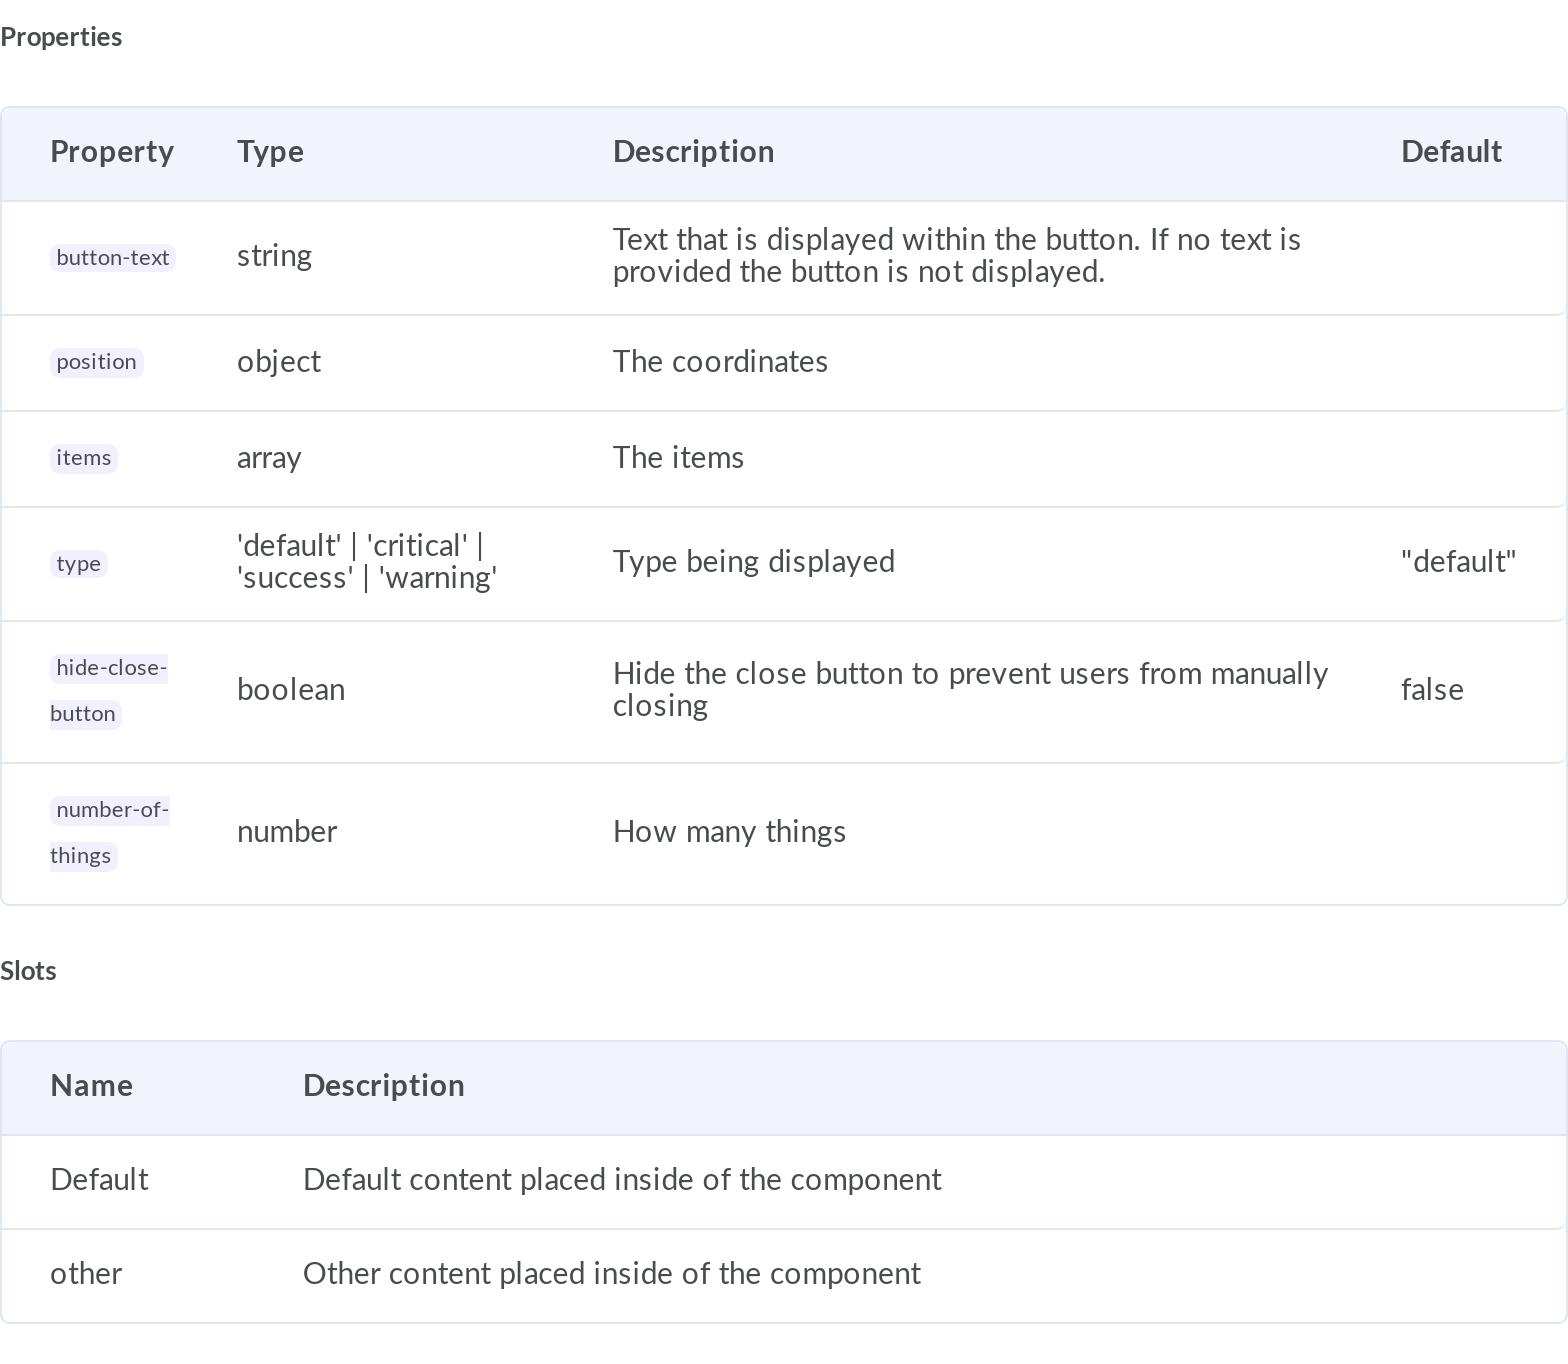 Properties
Property Type Description Default
button-text string Text that is displayed within the button. If no text is
provided the button is not displayed.
position object The coordinates
items array The items
type 'default' | 'critical' |
'success' | 'warning' Type being displayed "default"
hide-close-
button boolean Hide the close button to prevent users from manually
closing false
number-of-
things number How many things
Slots
Name Description
Default Default content placed inside of the component
other Other content placed inside of the component